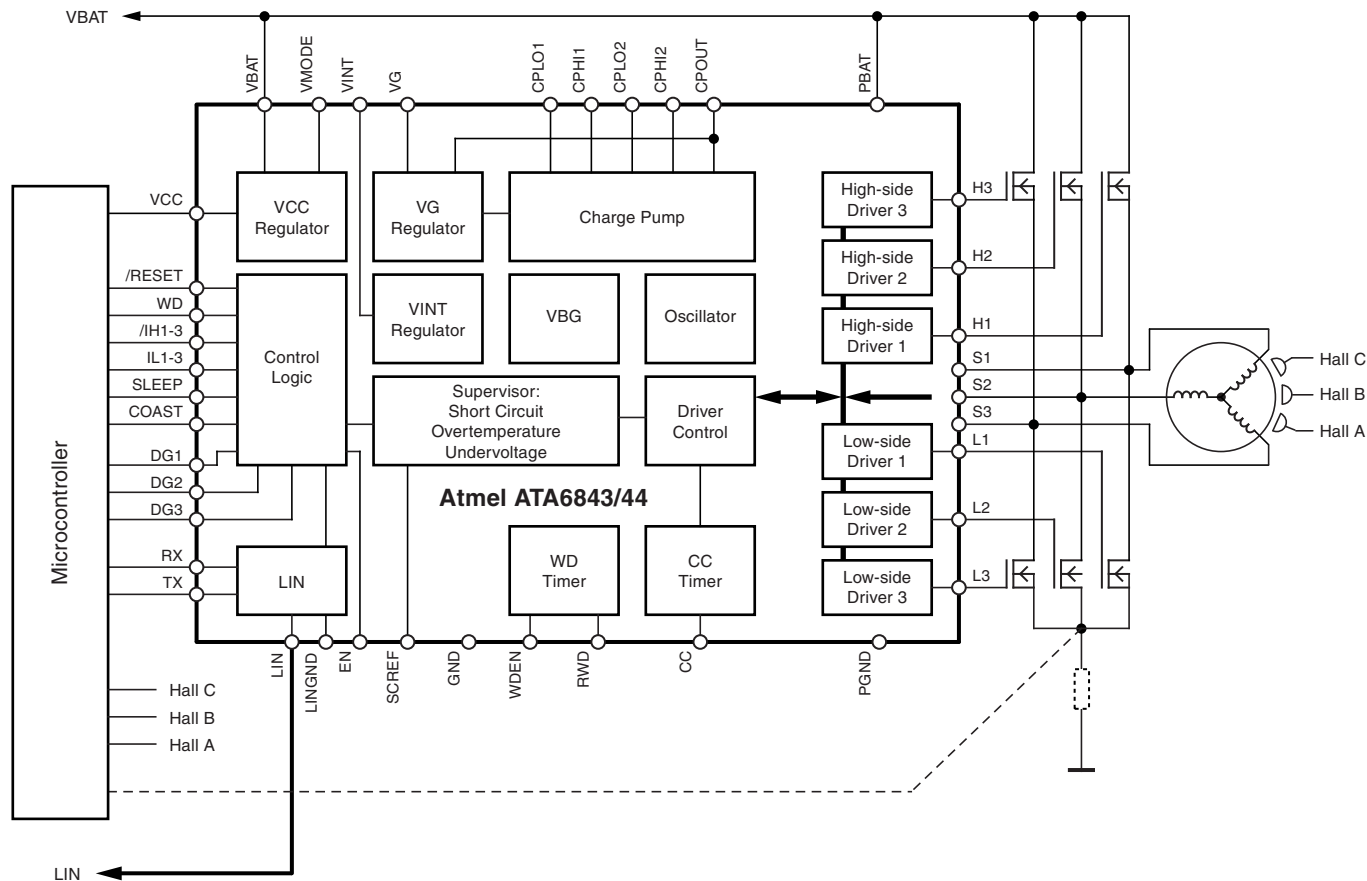 VBAT
VBAT
VMODE
VINT
VG
CPLO1
CPHI1
CPLO2
CPHI2
CPOUT
PBAT
VCC
/RESET
WD
/IH1-3
IL1-3
SLEEP
COAST
DG1
DG2
DG3
RX
TX
Microcontroller
VCC
Regulator
VG
Regulator
Charge Pump
High-side
Driver 3
High-side
Driver 2
High-side
Driver 1
Control
Logic
VINT
Regulator
VBG
Oscillator
Supervisor:
Short Circuit
Overtemperature
Undervoltage
Driver
Control
Low-side
Driver 1
Low-side
Driver 2
Low-side
Driver 3
Atmel ATA6843/44
LIN
WD
Timer
CC
Timer
H3
H2
H1
S1
S2
S3
L1
L2
L3
Hall C
Hall B
Hall A
LIN
LINGND
EN
SCREF
GND
WDEN
RWD
CC
PGND
Hall C
Hall B
Hall A
LIN